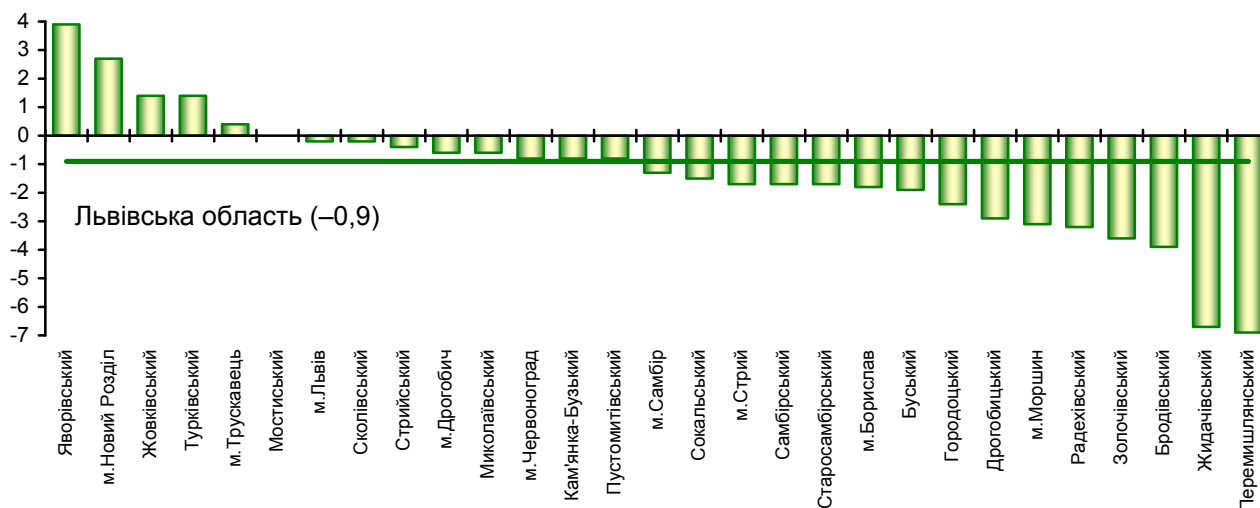 4
3
2
1
0
-1
-2
-3
-4
-5
-6
-7
Львівська область (–0,9)
Яворівський
м.Новий Розділ
Жовківський
Турківський
м.Трускавець
Мостиський
м.Львів
Сколівський
Стрийський
м.Дрогобич
Миколаївський
м.Червоноград
Кам'янка-Бузький
Пустомитівський
м.Самбір
Сокальський
м.Стрий
Самбірський
Старосамбірський
м.Борислав
Буський
Городоцький
Дрогобицький
м.Моршин
Радехівський
Золочівський
Бродівський
Жидачівський
Перемишлянський